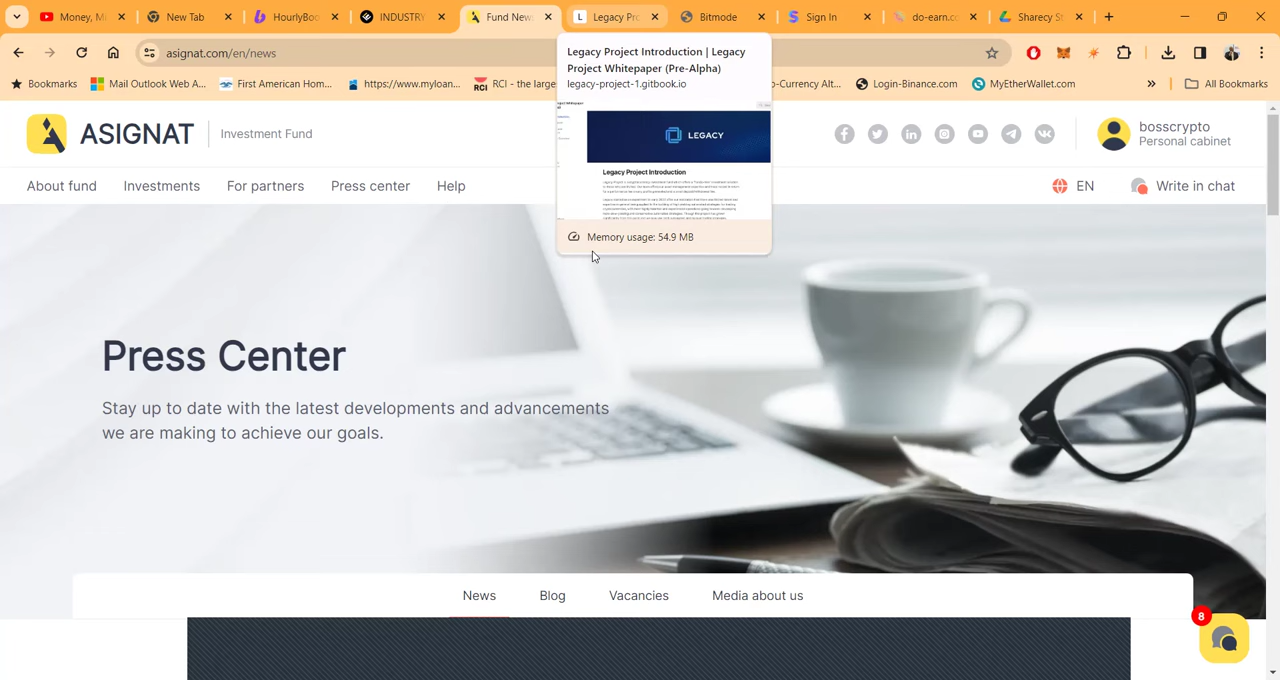 Money, Mi
New Tab
HourlyBoo
INDUSTRY
Fund New
Legacy Pro
Bitmode
Sign In
do-earn.co
Sharecy St
asignat.com/en/news
Bookmarks
Mail Outlook Web A...
First American Hom...
https://www.myloan...
RCI - the large
o-Currency Alt...
Login-Binance.com
MyEtherWallet.com
All Bookmarks
Legacy Project Introduction | Legacy
Project Whitepaper (Pre-Alpha)
legacy-project-1.gitbook.io
LEGACY
Legacy Project Introduction
Memory usage: 54.9 MB
ASIGNAT
Investment Fund
bosscrypto
Personal cabinet
About fund
Investments
For partners
Press center
Help
EN
Write in chat
Press Center
Stay up to date with the latest developments and advancements
we are making to achieve our goals.
News
Blog
Vacancies
Media about us
8